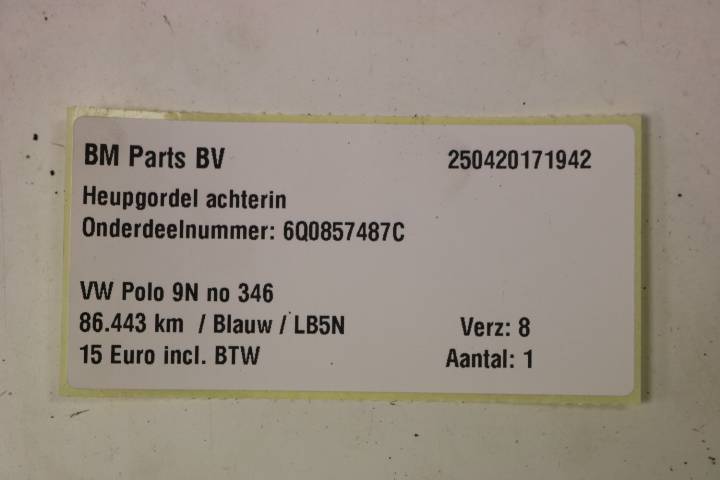 BM Parts BV 250420171942
Heupgordel achterin
Onderdeelnummer: 6Q0857487C
VW Polo 9N no 346
86.443 km / Blauw / LB5N Verz: 8
15 Euro incl. BTW Aantal: 1